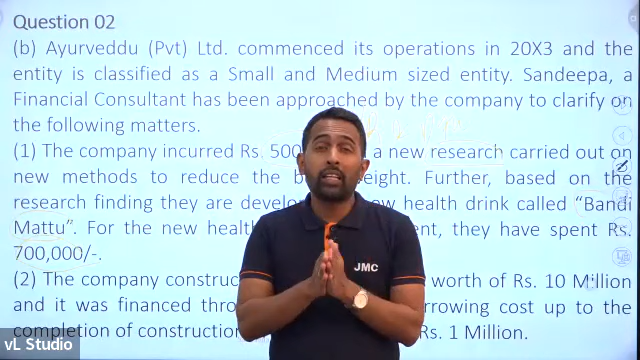 Question 02
(b) Ayurveddu (Pvt) Ltd. commenced its operations in 20X3 and the
entity is classified as a Small and Medium sized entity. Sandeepa, a
Financial Consultant has been approached by the company to clarify on
the following matters.
(1) The company incurred Rs. 500 a new research carried out on
new methods to reduce the b eight. Further, based on the
research finding they are develo ow health drink called “Bandi
Mattu”. For the new healt ent, they have spent Rs.
700,000/-.
(2) The company construc worth of Rs. 10 Million
and it was financed thro rrowing cost up to the
completion of construction Rs. 1 Million.
JMC
vL Studio